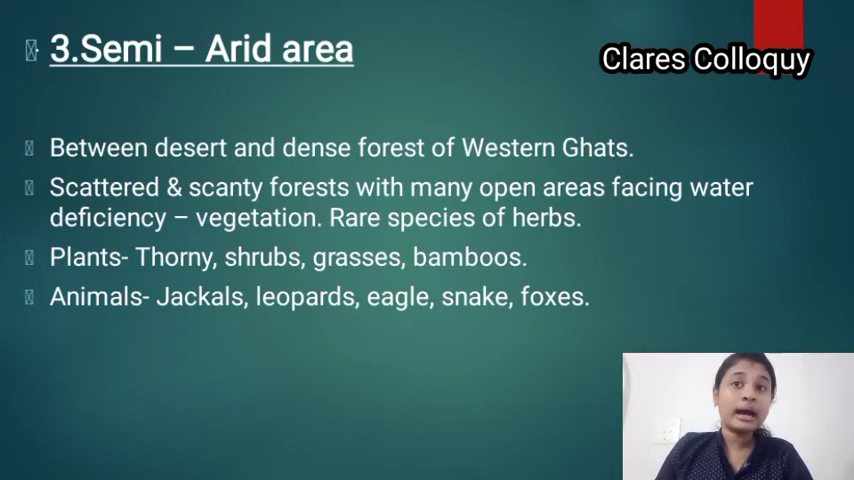 3.Semi – Arid area
Clares Colloquy
Between desert and dense forest of Western Ghats.
Scattered & scanty forests with many open areas facing water
deficiency – vegetation. Rare species of herbs.
Plants- Thorny, shrubs, grasses, bamboos.
Animals- Jackals, leopards, eagle, snake, foxes.